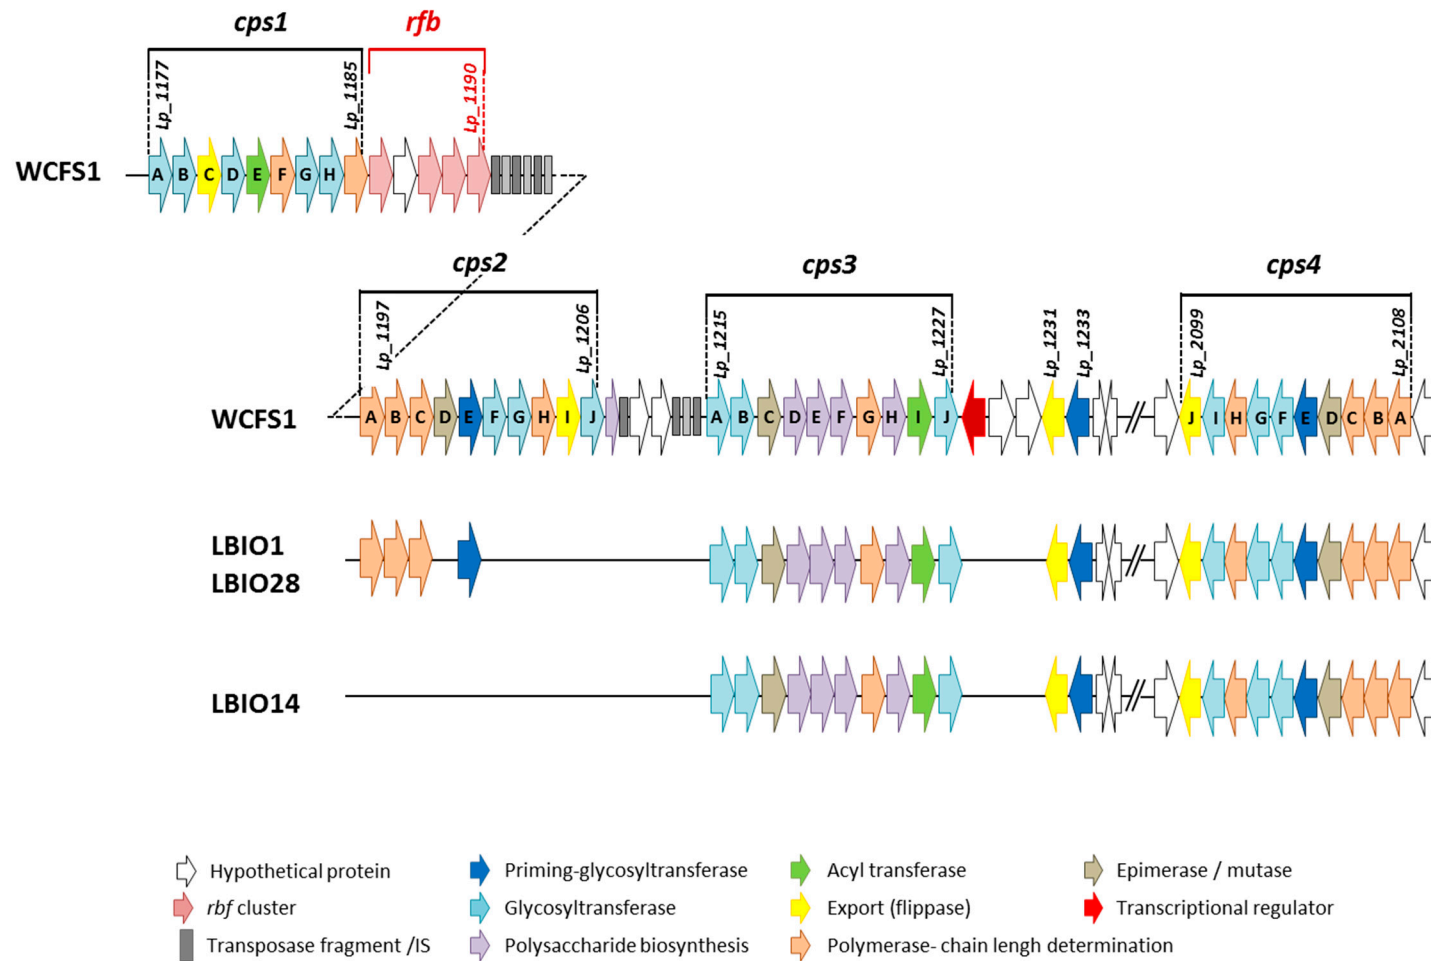 cps1 rfb
Lp_1177 Lp_1185 Lp_1190
WCFS1 A B C D E F G H
cps2 cps3 cps4
Lp_1197 Lp_1206 Lp_1215 Lp_1227 Lp_1231 Lp_1233 Lp_2099 Lp_2108
WCFS1 A B C D E F G H I J A B C D E F G H I J // J I H G F E D C B A
LBIO1 //
LBIO28
LBIO14 //
Hypothetical protein Priming-glycosyltransferase Acyl transferase Epimerase / mutase
rbf cluster Glycosyltransferase Export (flippase) Transcriptional regulator
Transposase fragment /IS Polysaccharide biosynthesis Polymerase- chain lengh determination